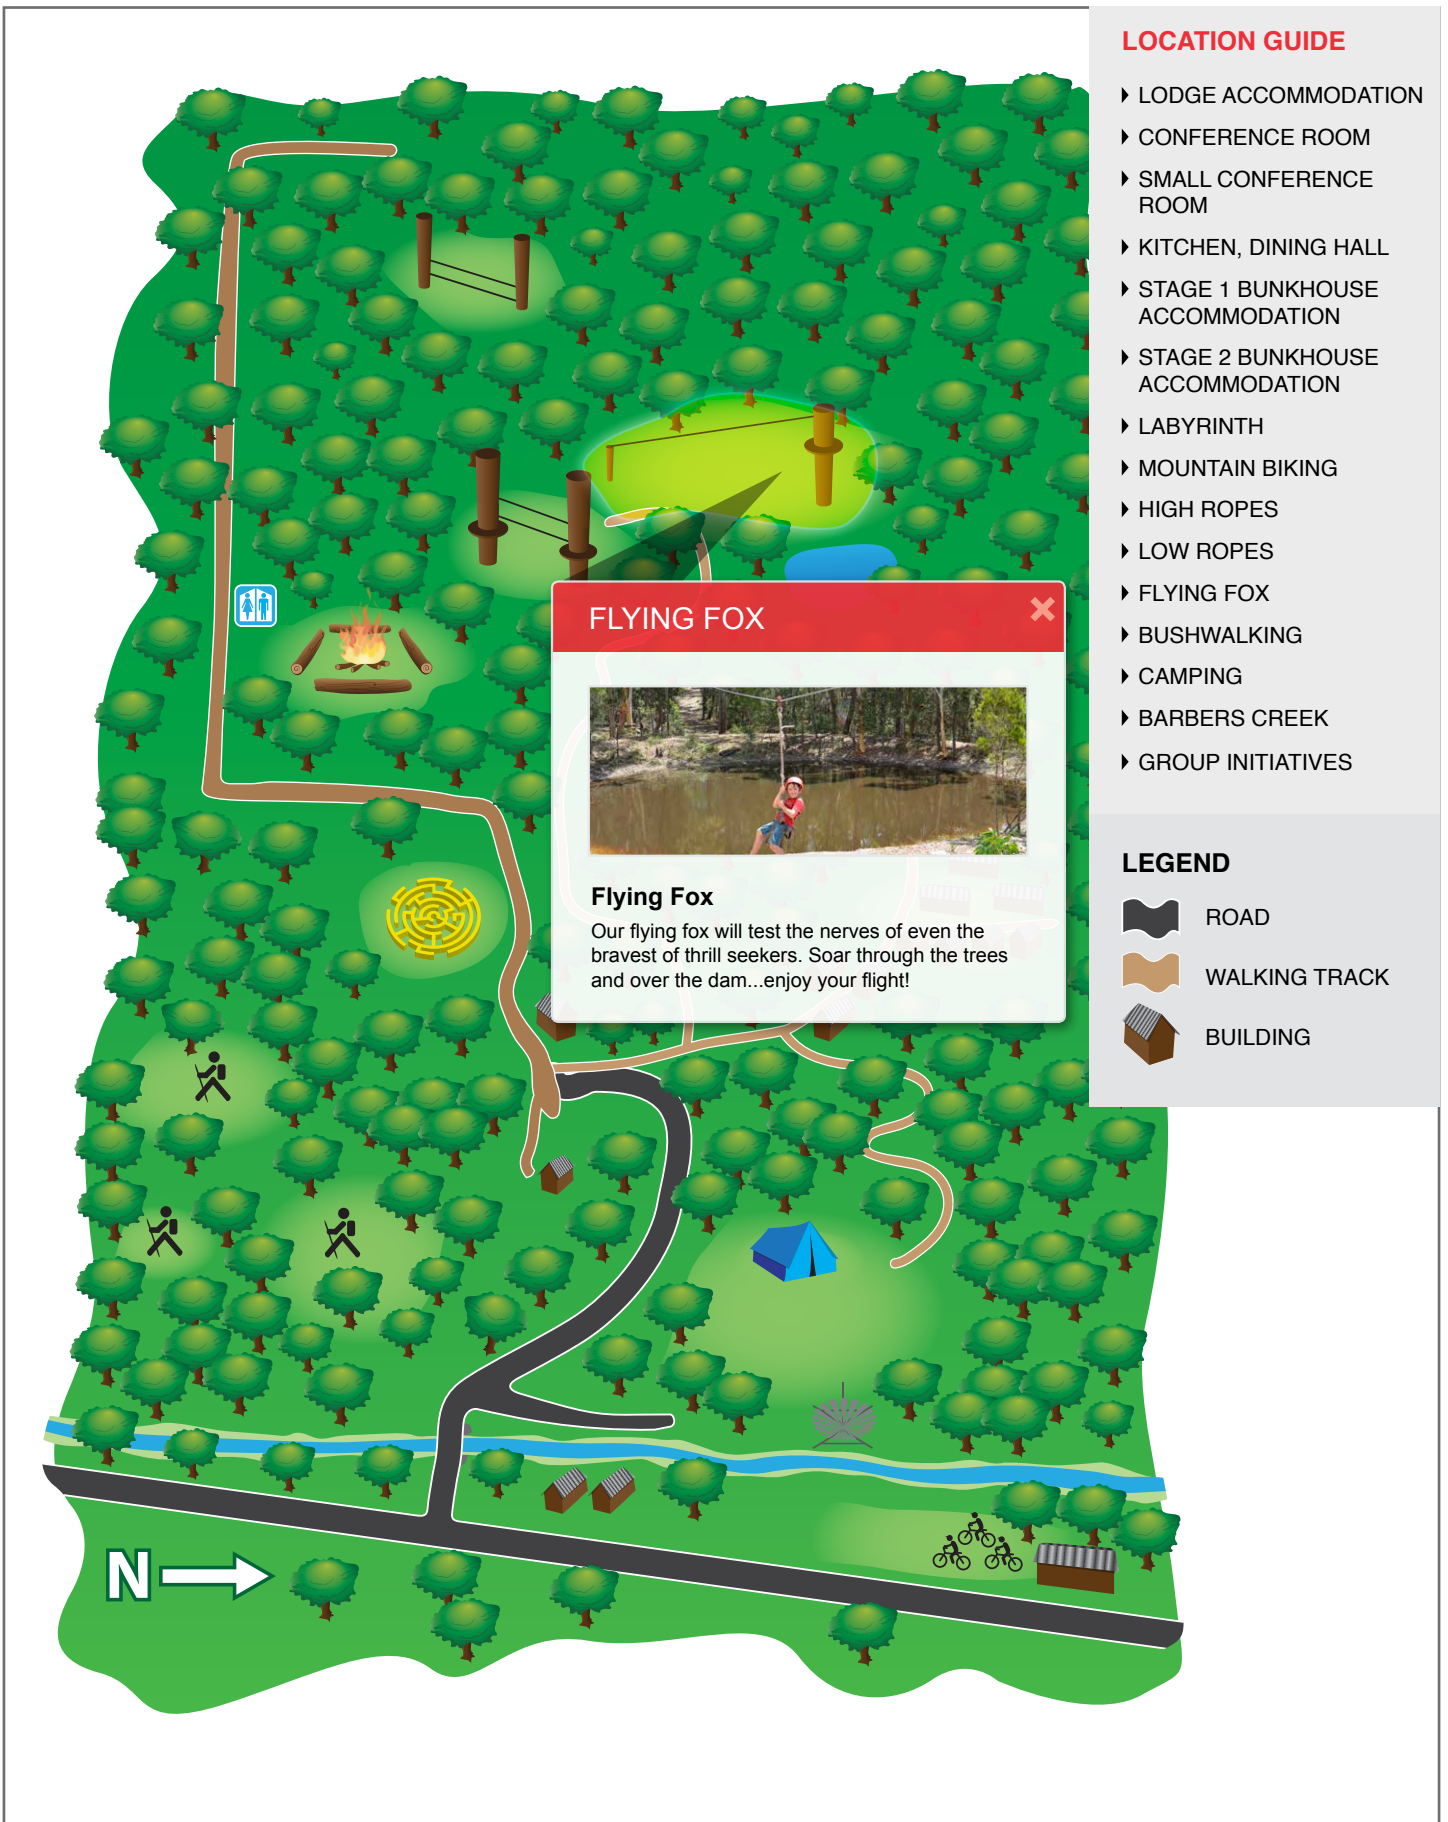 LOCATION GUIDE
LODGE ACCOMMODATION
CONFERENCE ROOM
SMALL CONFERENCE
ROOM
KITCHEN, DINING HALL
STAGE 1 BUNKHOUSE
ACCOMMODATION
STAGE 2 BUNKHOUSE
ACCOMMODATION
LABYRINTH
MOUNTAIN BIKING
HIGH ROPES
LOW ROPES
FLYING FOX
BUSHWALKING
CAMPING
BARBERS CREEK
GROUP INITIATIVES
LEGEND
ROAD
WALKING TRACK
BUILDING
FLYING FOX
Flying Fox
Our flying fox will test the nerves of even the
bravest of thrill seekers. Soar through the trees
and over the dam...enjoy your flight!
N